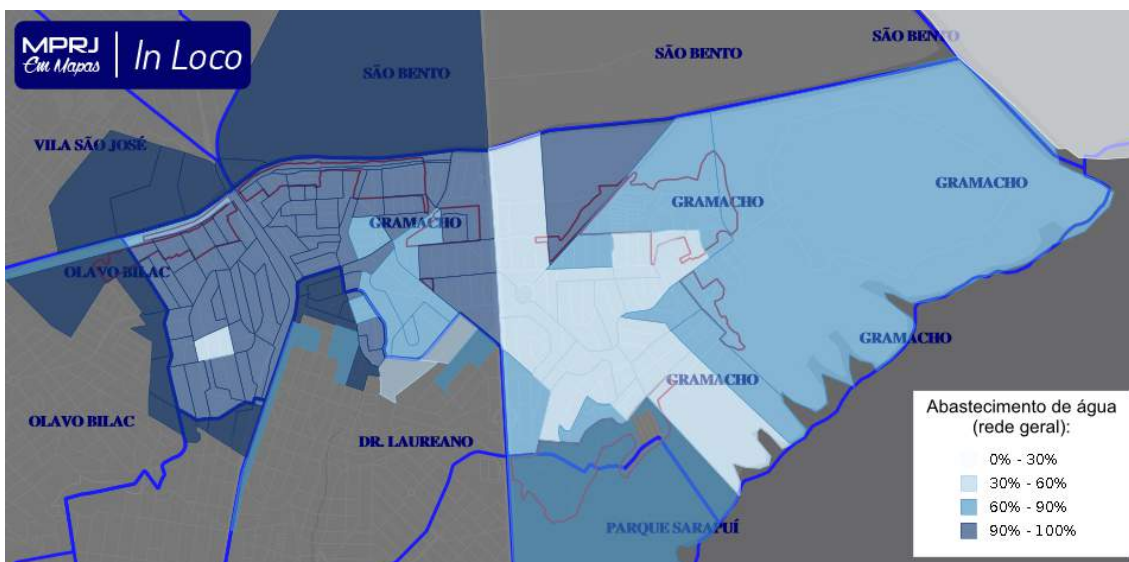 MPRJ
Em Mapas
In Loco
SÃO BENTO
SÃO BENTO
SÃO BENTO
VILA SÃO JOSÉ
GRAMACHO
GRAMACHO
GRAMACHO
OLAVO BILAC
GRAMACHO
GRAMACHO
OLAVO BILAC
DR. LAUREANO
PARQUE SARAPUÍ
Abastecimento de água
(rede geral):
0% - 30%
30% - 60%
60% - 90%
90% - 100%